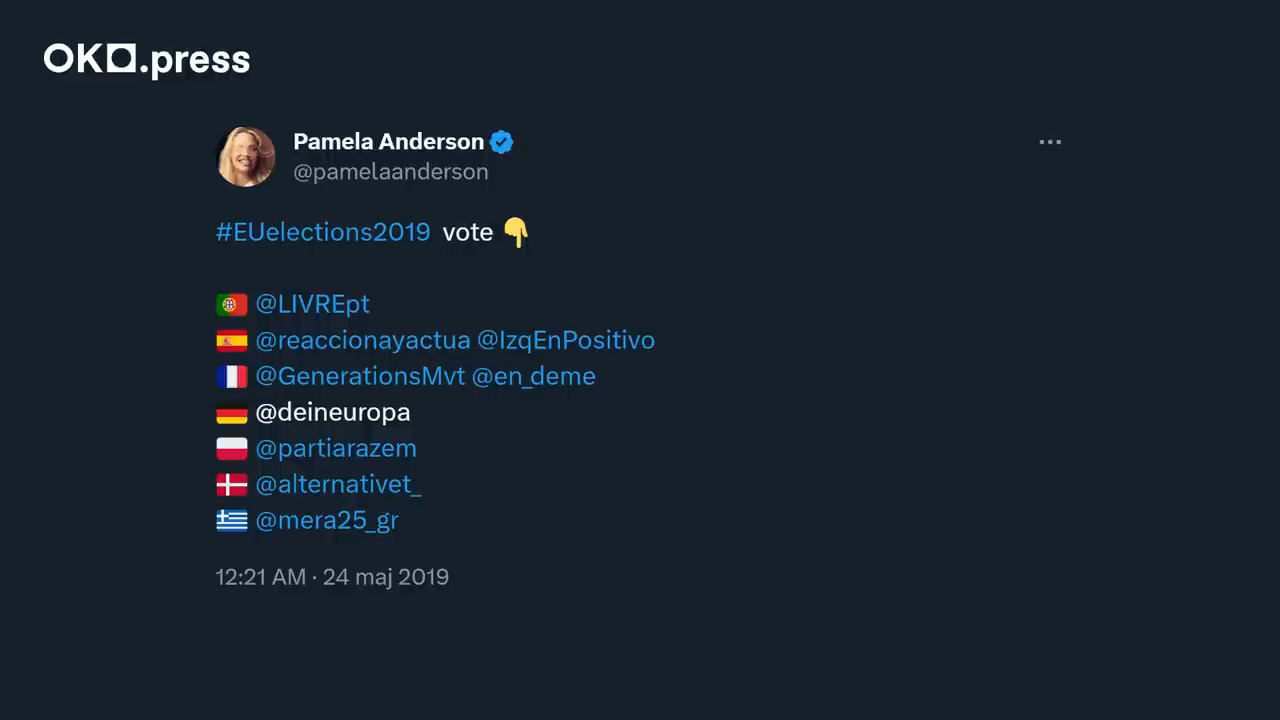 OKO.press
Pamela Anderson
@pamelaanderson
#EUelections2019 vote 👇
🇵🇹 @LIVREpt
🇪🇸 @reaccionayactua @IzqEnPositivo
🇫🇷 @GenerationsMvt @en_deme
🇩🇪 @deineuropa
🇵🇱 @partiarazem
🇩🇰 @alternativet_
🇬🇷 @mera25_gr
12:21 AM · 24 maj 2019